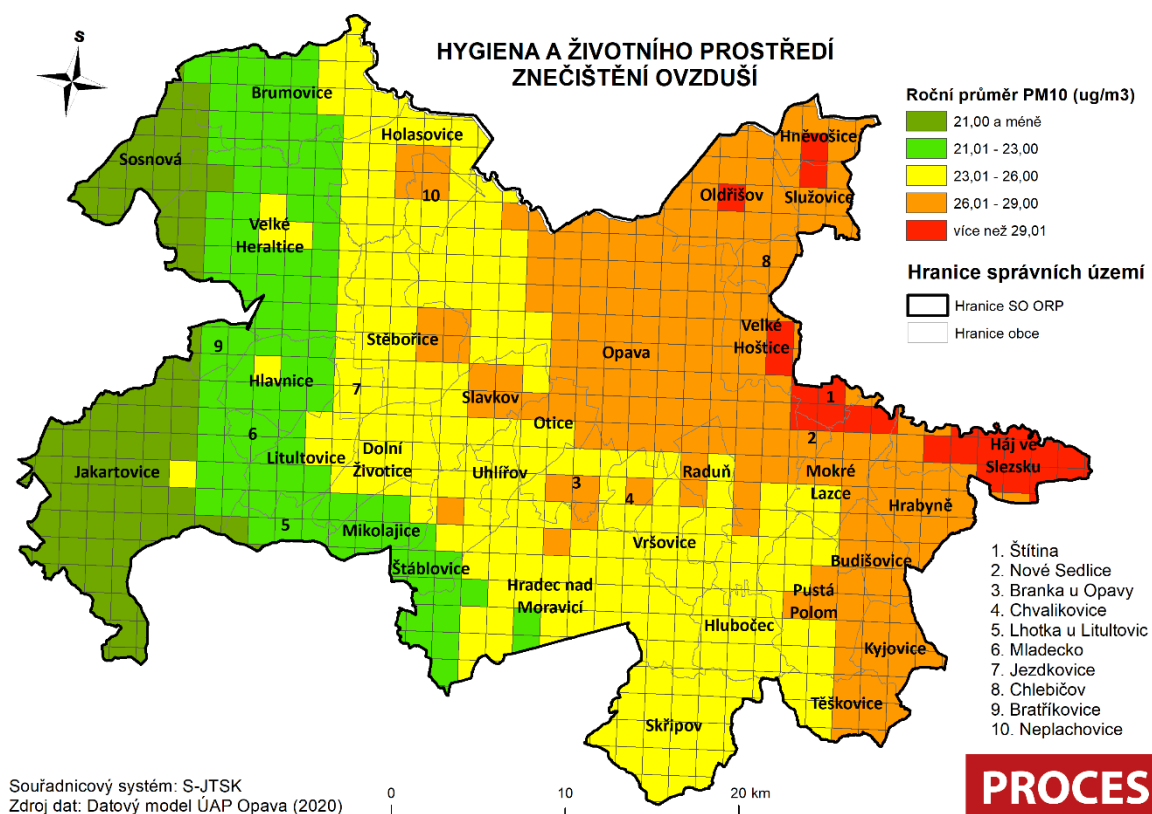 HYGIENA A ŽIVOTNÍHO PROSTŘEDÍ
ZNEČIŠTĚNÍ OVZDUŠÍ
S
Roční průměr PM10 (ug/m3)
21,00 a méně
21,01 - 23,00
23,01 - 26,00
26,01 - 29,00
více než 29,01
Hranice správních území
Hranice SO ORP
Hranice obce
Brumovice
Holasovice
Hněvošice
Sosnová
10
Oldřišov
Služovice
Velké
Heraltice
8
Stěbořice
Velké
Hoštice
9
Opava
Hlavnice
7
Slavkov
1
Otice
6
2
Litultovice
Dolní
Životice
Háj ve
Slezsku
Jakartovice
Uhlířov
Raduň
Mokré
Lazce
3
4
Hrabyně
5
Mikolajice
Vršovice
Štáblovice
Budišovice
Hradec nad
Moravicí
Pustá
Polom
Hlubočec
Kyjovice
Těškovice
Skřipov
1. Štítina
2. Nové Sedlice
3. Branka u Opavy
4. Chvalikovice
5. Lhotka u Litultovic
6. Mladecko
7. Jezdkovice
8. Chlebičov
9. Bratříkovice
10. Neplachovice
Souřadnicový systém: S-JTSK
Zdroj dat: Datový model ÚAP Opava (2020)
0 10 20 km
PROCES